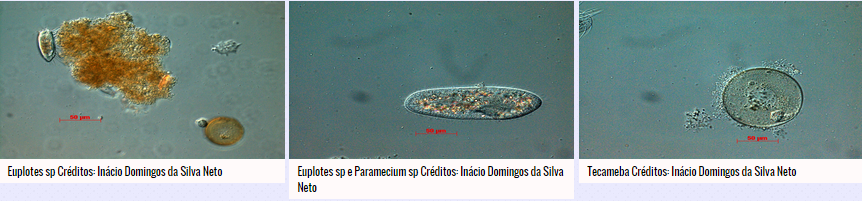 50 µm
50 µm
50 µm
Euplotes sp Créditos: Inácio Domingos da Silva Neto
Euplotes sp e Paramecium sp Créditos: Inácio Domingos da Silva
Neto
Tecameba Créditos: Inácio Domingos da Silva Neto